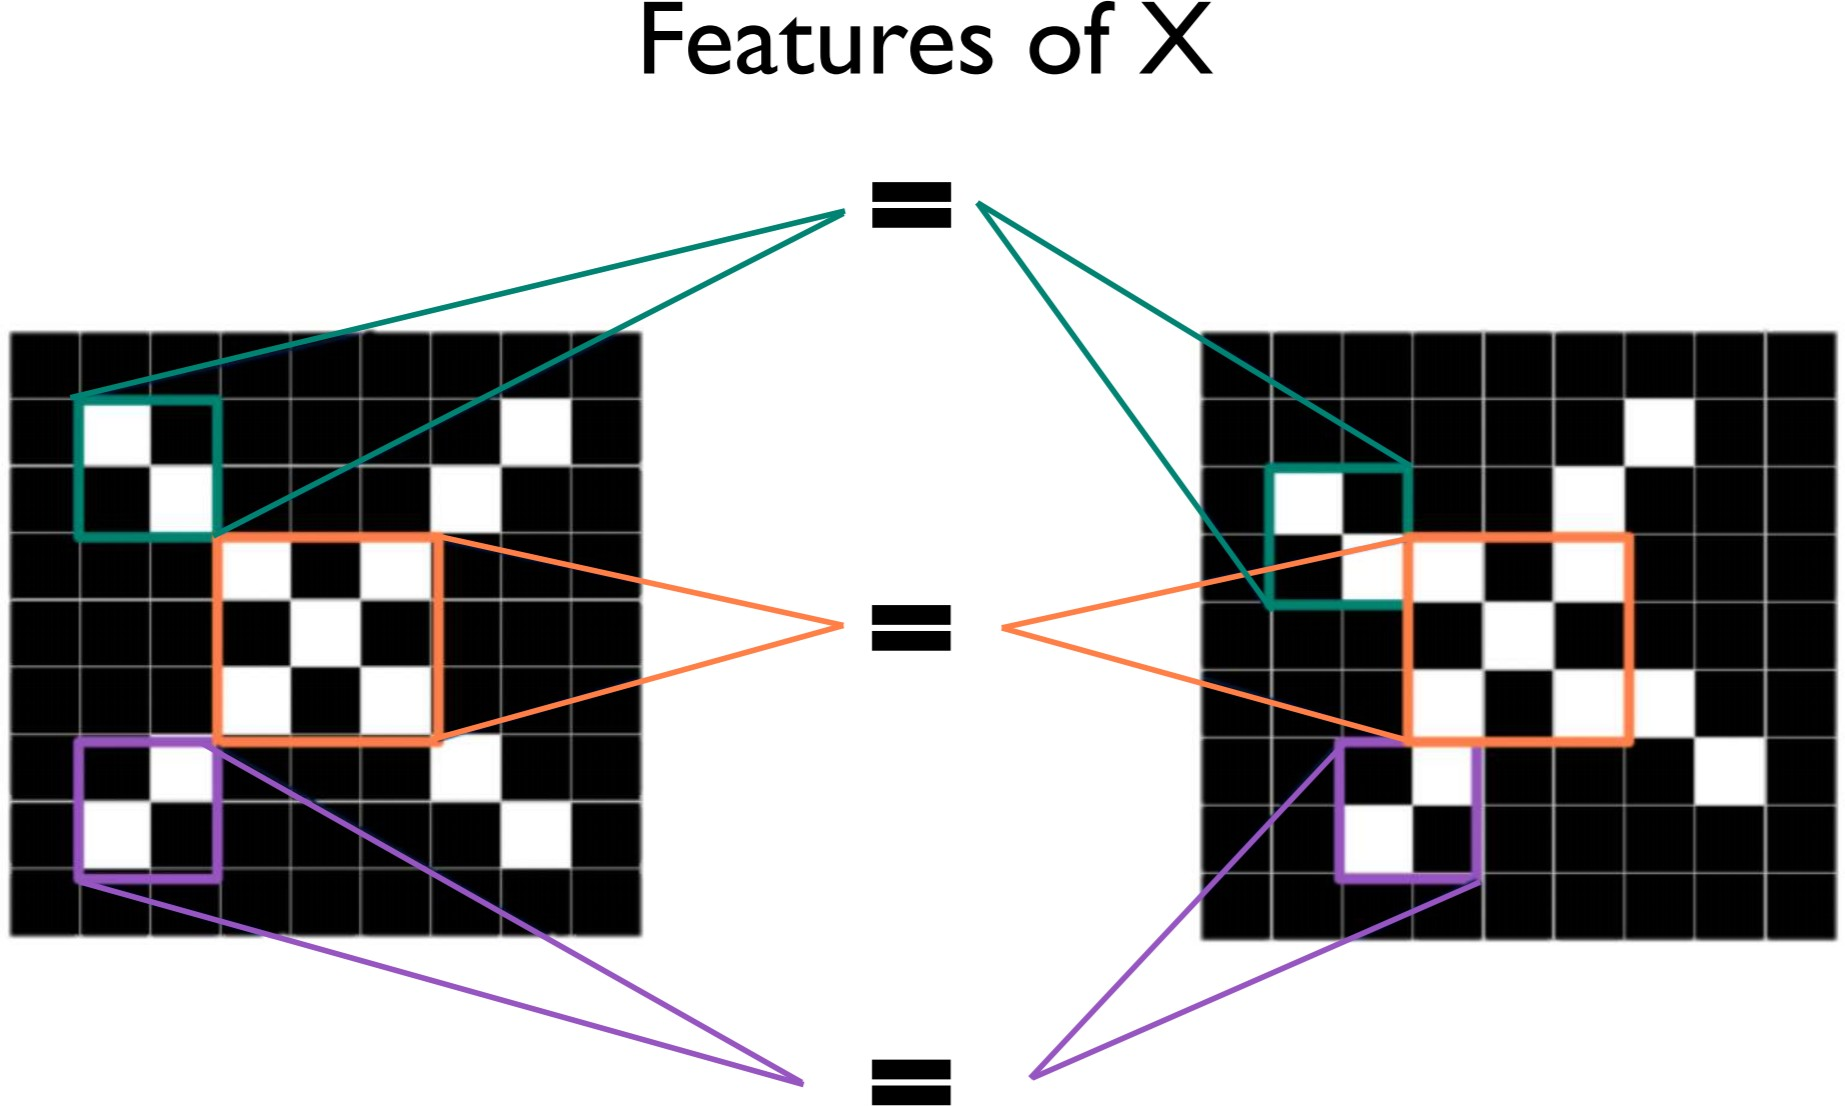 Features of X
=
=
=